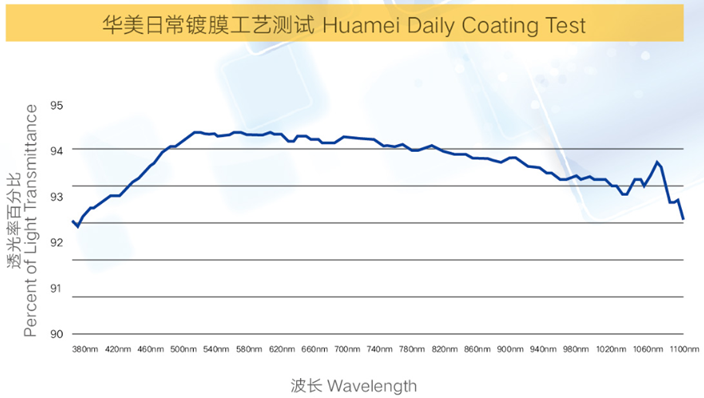 华美日常镀膜工艺测试 Huamei Daily Coating Test
透光率百分比
Percent of Light Transmittance
95
94
93
92
91
90
380nm 420nm 460nm 500nm 540nm 580nm 620nm 660nm 700nm 740nm 780nm 820nm 860nm 900nm 940nm 980nm 1020nm 1060nm 1100nm
波长 Wavelength